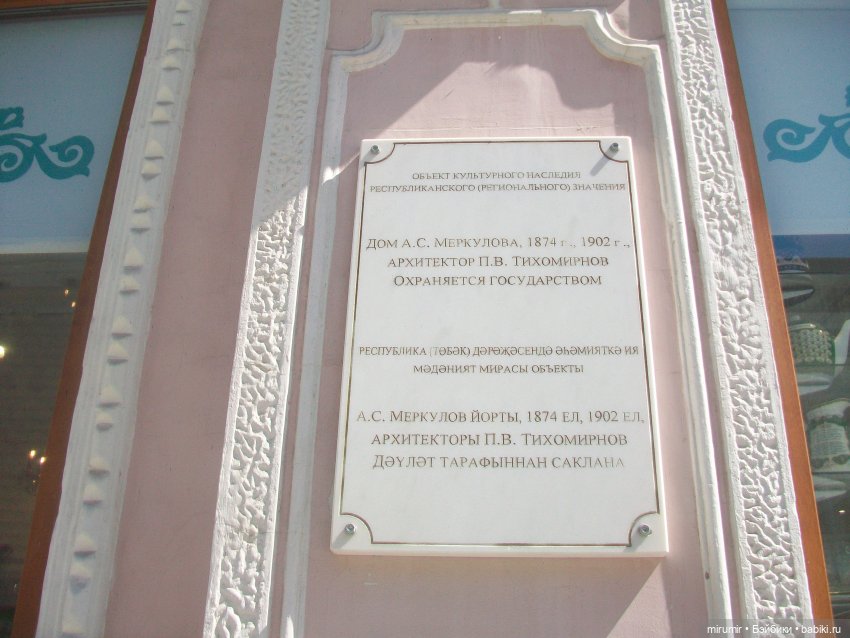 ОБЪЕКТ КУЛЬТУРНОГО НАСЛЕДИЯ
РЕСПУБЛИКАНСКОГО (РЕГИОНАЛЬНОГО) ЗНАЧЕНИЯ
ДОМ А.С. МЕРКУЛОВА, 1874 г., 1902 г.,
АРХИТЕКТОР П.В. ТИХОМИРНОВ
ОХРАНЯЕТСЯ ГОСУДАРСТВОМ
РЕСПУБЛИКА (ТӨБӘК) ДӘРӘҖӘСЕНДӘ ӘҺӘМИЯТКӘ ИЯ
МӘДӘНИЯТ МИРАСЫ ОБЪЕКТЫ
А.С. МЕРКУЛОВ ЙОРТЫ, 1874 ЕЛ, 1902 ЕЛ,
АРХИТЕКТОРЫ П.В. ТИХОМИРНОВ
ДӘҮЛӘТ ТАРАФЫННАН САКЛАНА
mirumir • Бэйбики • babiki.ru